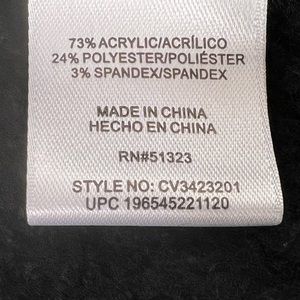 73% ACRYLIC/ACRÍLICO
24% POLYESTER/POLIÉSTER
3% SPANDEX/SPANDEX
MADE IN CHINA
HECHO EN CHINA
RN#51323
STYLE NO: CV3423201
UPC 196545221120